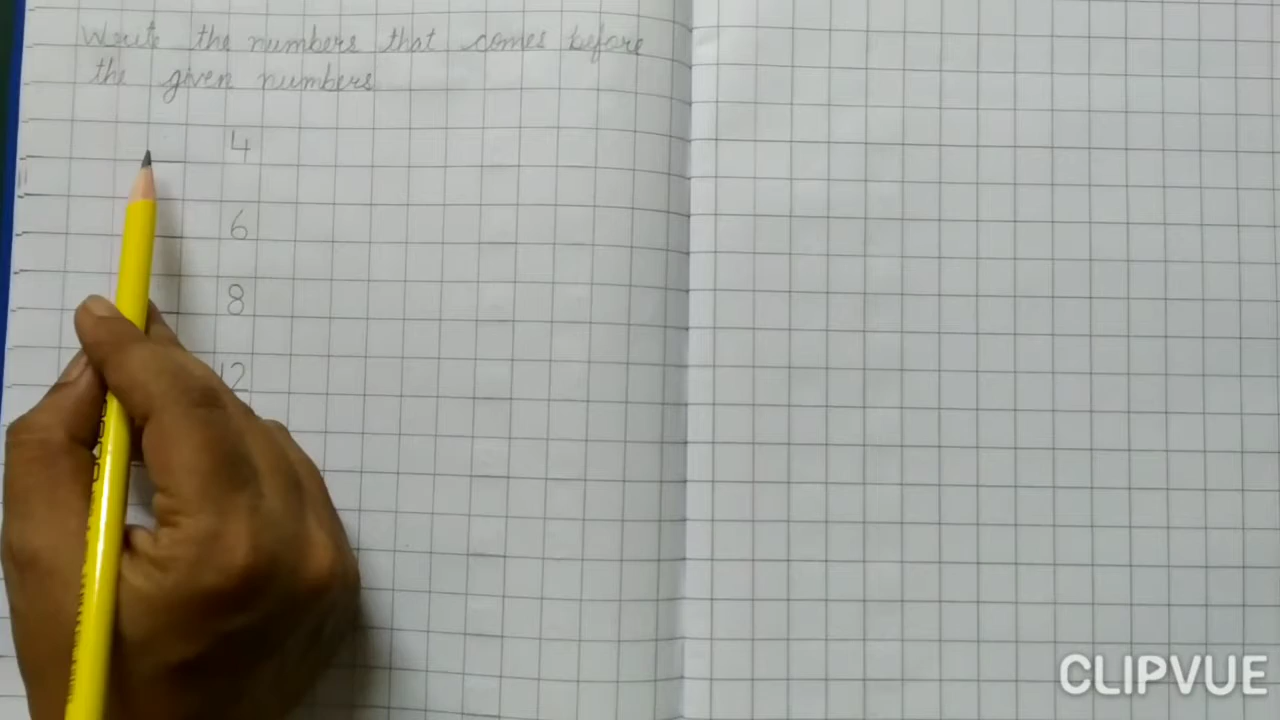 Write the numbers that comes before
the given numbers
4
6
8
12
CLIPVUE